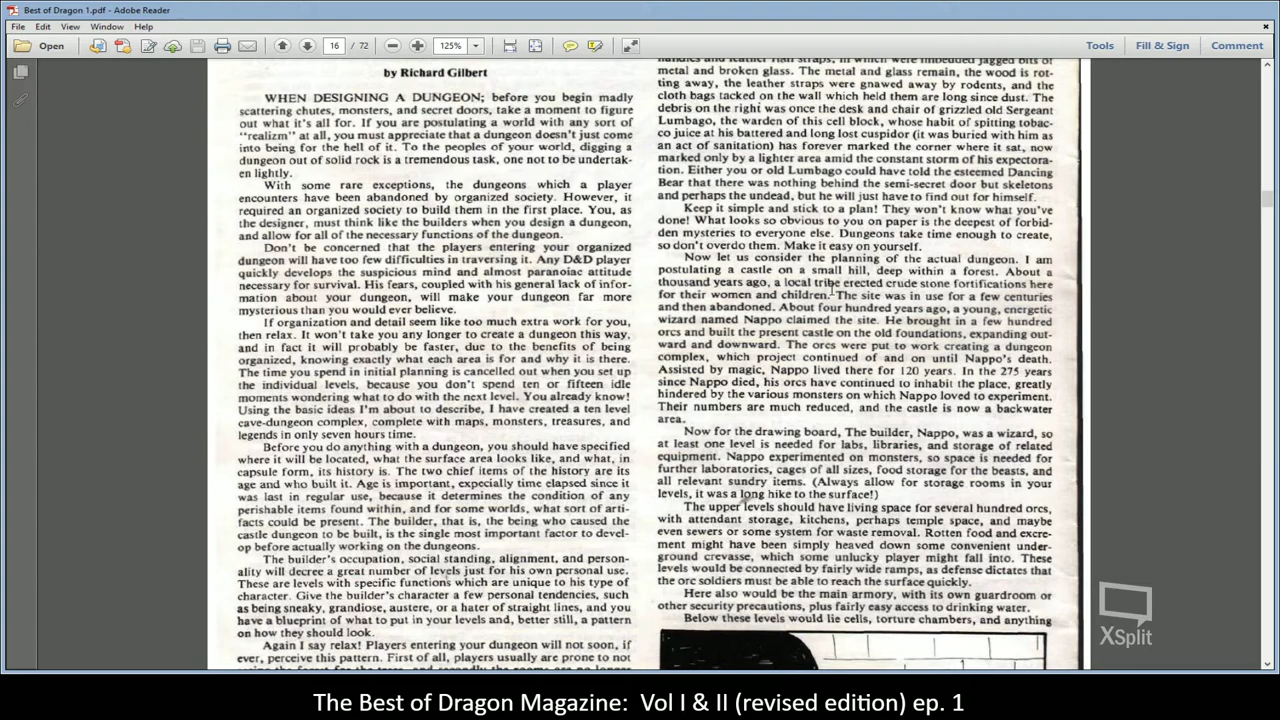 Best of Dragon 1.pdf - Adobe Reader
File Edit View Window Help
Open 16 / 72 125% Tools Fill & Sign Comment
by Richard Gilbert
WHEN DESIGNING A DUNGEON; before you begin madly
scattering chutes, monsters, and secret doors, take a moment to figure
out what it's all for. If you are postulating a world with any sort of
"realizm" at all, you must appreciate that a dungeon doesn't just come
into being for the hell of it. To the peoples of your world, digging a
dungeon out of solid rock is a tremendous task, one not to be undertak-
en lightly.
With some rare exceptions, the dungeons which a player
encounters have been abandoned by organized society. However, it
required an organized society to build them in the first place. You, as
the designer, must think like the builders when you design a dungeon,
and allow for all of the necessary functions of the dungeon.
Don't be concerned that the players entering your organized
dungeon will have too few difficulties in traversing it. Any D&D player
quickly develops the suspicious mind and almost paranoiac attitude
necessary for survival. His fears, coupled with his general lack of infor-
mation about your dungeon, will make your dungeon far more
mysterious than you would ever believe.
If organization and detail seem like too much extra work for you,
then relax. It won't take you any longer to create a dungeon this way,
and in fact it will probably be faster, due to the benefits of being
organized, knowing exactly what each area is for and why it is there.
The time you spend in initial planning is cancelled out when you set up
the individual levels, because you don't spend ten or fifteen idle
moments wondering what to do with the next level. You already know!
Using the basic ideas I'm about to describe, I have created a ten level
cave-dungeon complex, complete with maps, monsters, treasures, and
legends in only seven hours time.
Before you do anything with a dungeon, you should have specified
where it will be located, what the surface area looks like, and what, in
capsule form, its history is. The two chief items of the history are its
age and who built it. Age is important, expecially time elapsed since it
was last in regular use, because it determines the condition of any
perishable items found within, and for some worlds, what sort of arti-
facts could be present. The builder, that is, the being who caused the
castle dungeon to be built, is the single most important factor to devel-
op before actually working on the dungeons.
The builder's occupation, social standing, alignment, and person-
ality will decree a great number of levels just for his own personal use.
These are levels with specific functions which are unique to his type of
character. Give the builder's character a few personal tendencies, such
as being sneaky, grandiose, austere, or a hater of straight lines, and you
have a blueprint of what to put in your levels and, better still, a pattern
on how they should look.
Again I say relax! Players entering your dungeon will not soon, if
ever, perceive this pattern. First of all, players usually are prone to not
handles and leather flail straps, in which were imbedded jagged bits of
metal and broken glass. The metal and glass remain, the wood is rot-
ting away, the leather straps were gnawed away by rodents, and the
cloth bags tacked on the wall which held them are long since dust. The
debris on the right was once the desk and chair of grizzled old Sergeant
Lumbago, the warden of this cell block, whose habit of spitting tobac-
co juice at his battered and long lost cuspidor (it was buried with him as
an act of sanitation) has forever marked the corner where it sat, now
marked only by a lighter area amid the constant storm of his expectora-
tion. Either you or old Lumbago could have told the esteemed Dancing
Bear that there was nothing behind the semi-secret door but skeletons
and perhaps the undead, but he will just have to find out for himself.
Keep it simple and stick to a plan! They won't know what you've
done! What looks so obvious to you on paper is the deepest of forbid-
den mysteries to everyone else. Dungeons take time enough to create,
so don't overdo them. Make it easy on yourself.
Now let us consider the planning of the actual dungeon. I am
postulating a castle on a small hill, deep within a forest. About a
thousand years ago, a local tribe erected crude stone fortifications here
for their women and children. The site was in use for a few centuries
and then abandoned. About four hundred years ago, a young, energetic
wizard named Nappo claimed the site. He brought in a few hundred
orcs and built the present castle on the old foundations, expanding out-
ward and downward. The orcs were put to work creating a dungeon
complex, which project continued of and on until Nappo's death.
Assisted by magic, Nappo lived there for 120 years. In the 275 years
since Nappo died, his orcs have continued to inhabit the place, greatly
hindered by the various monsters on which Nappo loved to experiment.
Their numbers are much reduced, and the castle is now a backwater
area.
Now for the drawing board, The builder, Nappo, was a wizard, so
at least one level is needed for labs, libraries, and storage of related
equipment. Nappo experimented on monsters, so space is needed for
further laboratories, cages of all sizes, food storage for the beasts, and
all relevant sundry items. (Always allow for storage rooms in your
levels, it was a long hike to the surface!)
The upper levels should have living space for several hundred orcs,
with attendant storage, kitchens, perhaps temple space, and maybe
even sewers or some system for waste removal. Rotten food and excre-
ment might have been simply heaved down some convenient under-
ground crevasse, which some unlucky player might fall into. These
levels would be connected by fairly wide ramps, as defense dictates that
the orc soldiers must be able to reach the surface quickly.
Here also would be the main armory, with its own guardroom or
other security precautions, plus fairly easy access to drinking water.
Below these levels would lie cells, torture chambers, and anything
XSplit
The Best of Dragon Magazine: Vol I & II (revised edition) ep. 1